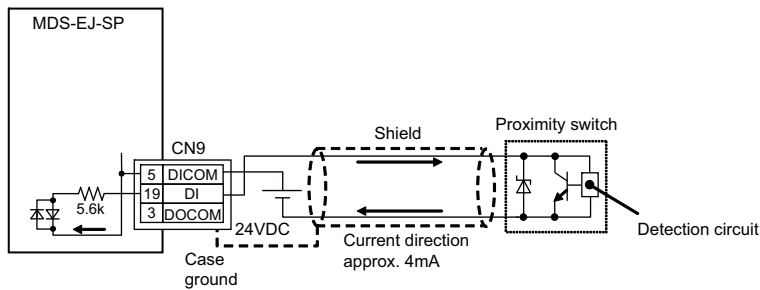 MDS-EJ-SP
CN9
5 DICOM
19 DI
3 DOCOM
5.6k
24VDC
Case
ground
Shield
Current direction
approx. 4mA
Proximity switch
Detection circuit